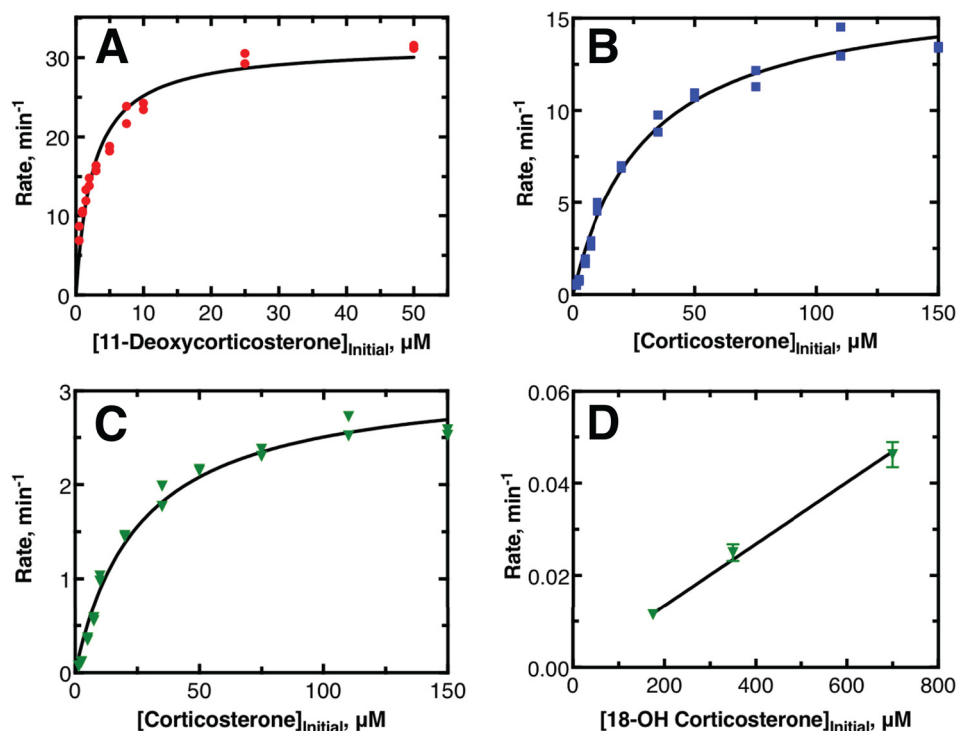 A
Rate, min-1
30
20
10
0
0
10
20
30
40
50
[11-Deoxycorticosterone]Initial, µM
B
Rate, min-1
15
10
5
0
0
50
100
150
[Corticosterone]Initial, µM
C
Rate, min-1
3
2
1
0
0
50
100
150
[Corticosterone]Initial, µM
D
Rate, min-1
0.06
0.04
0.02
0.00
0
200
400
600
800
[18-OH Corticosterone]Initial, µM